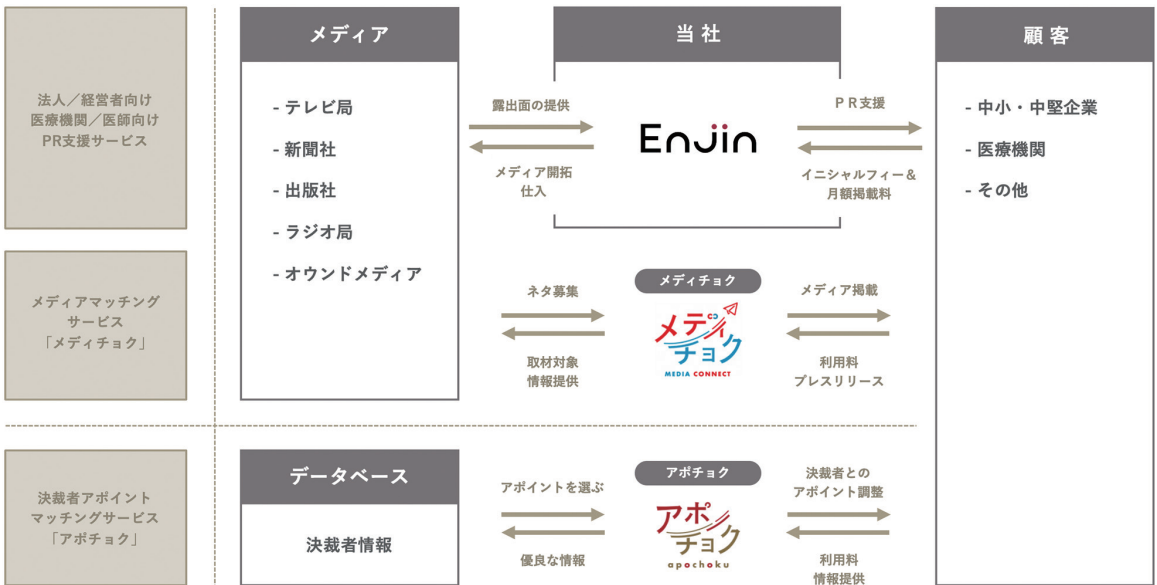 法人／経営者向け
医療機関／医師向け
PR支援サービス
メディア
- テレビ局
- 新聞社
- 出版社
- ラジオ局
- オウンドメディア
露出面の提供
メディア開拓
仕入
当社
Enjin
ＰＲ支援
イニシャルフィー＆
月額掲載料
顧客
- 中小・中堅企業
- 医療機関
- その他
メディアマッチング
サービス
「メディチョク」
ネタ募集
取材対象
情報提供
メディチョク
メディチョク
MEDIA CONNECT
メディア掲載
利用料
プレスリリース
決裁者アポイント
マッチングサービス
「アポチョク」
データベース
決裁者情報
アポイントを選ぶ
優良な情報
アポチョク
アポチョク
apochoku
決裁者との
アポイント調整
利用料
情報提供